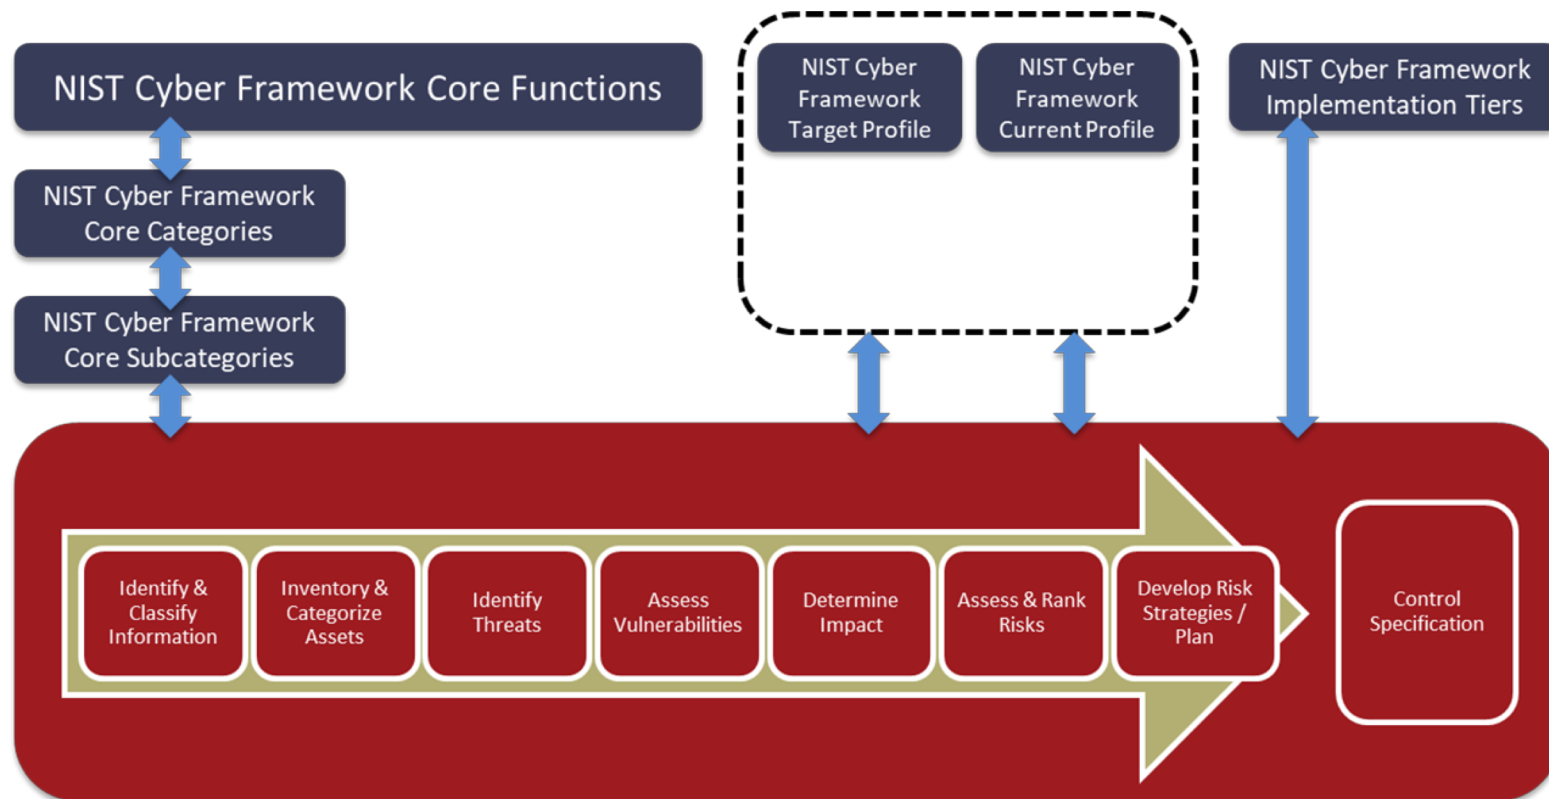 NIST Cyber Framework Core Functions
NIST Cyber Framework
Core Categories
NIST Cyber Framework
Core Subcategories
NIST Cyber
Framework
Target Profile
NIST Cyber
Framework
Current Profile
NIST Cyber Framework
Implementation Tiers
Identify &
Classify
Information
Inventory &
Categorize
Assets
Identify
Threats
Assess
Vulnerabilities
Determine
Impact
Assess & Rank
Risks
Develop Risk
Strategies /
Plan
Control
Specification